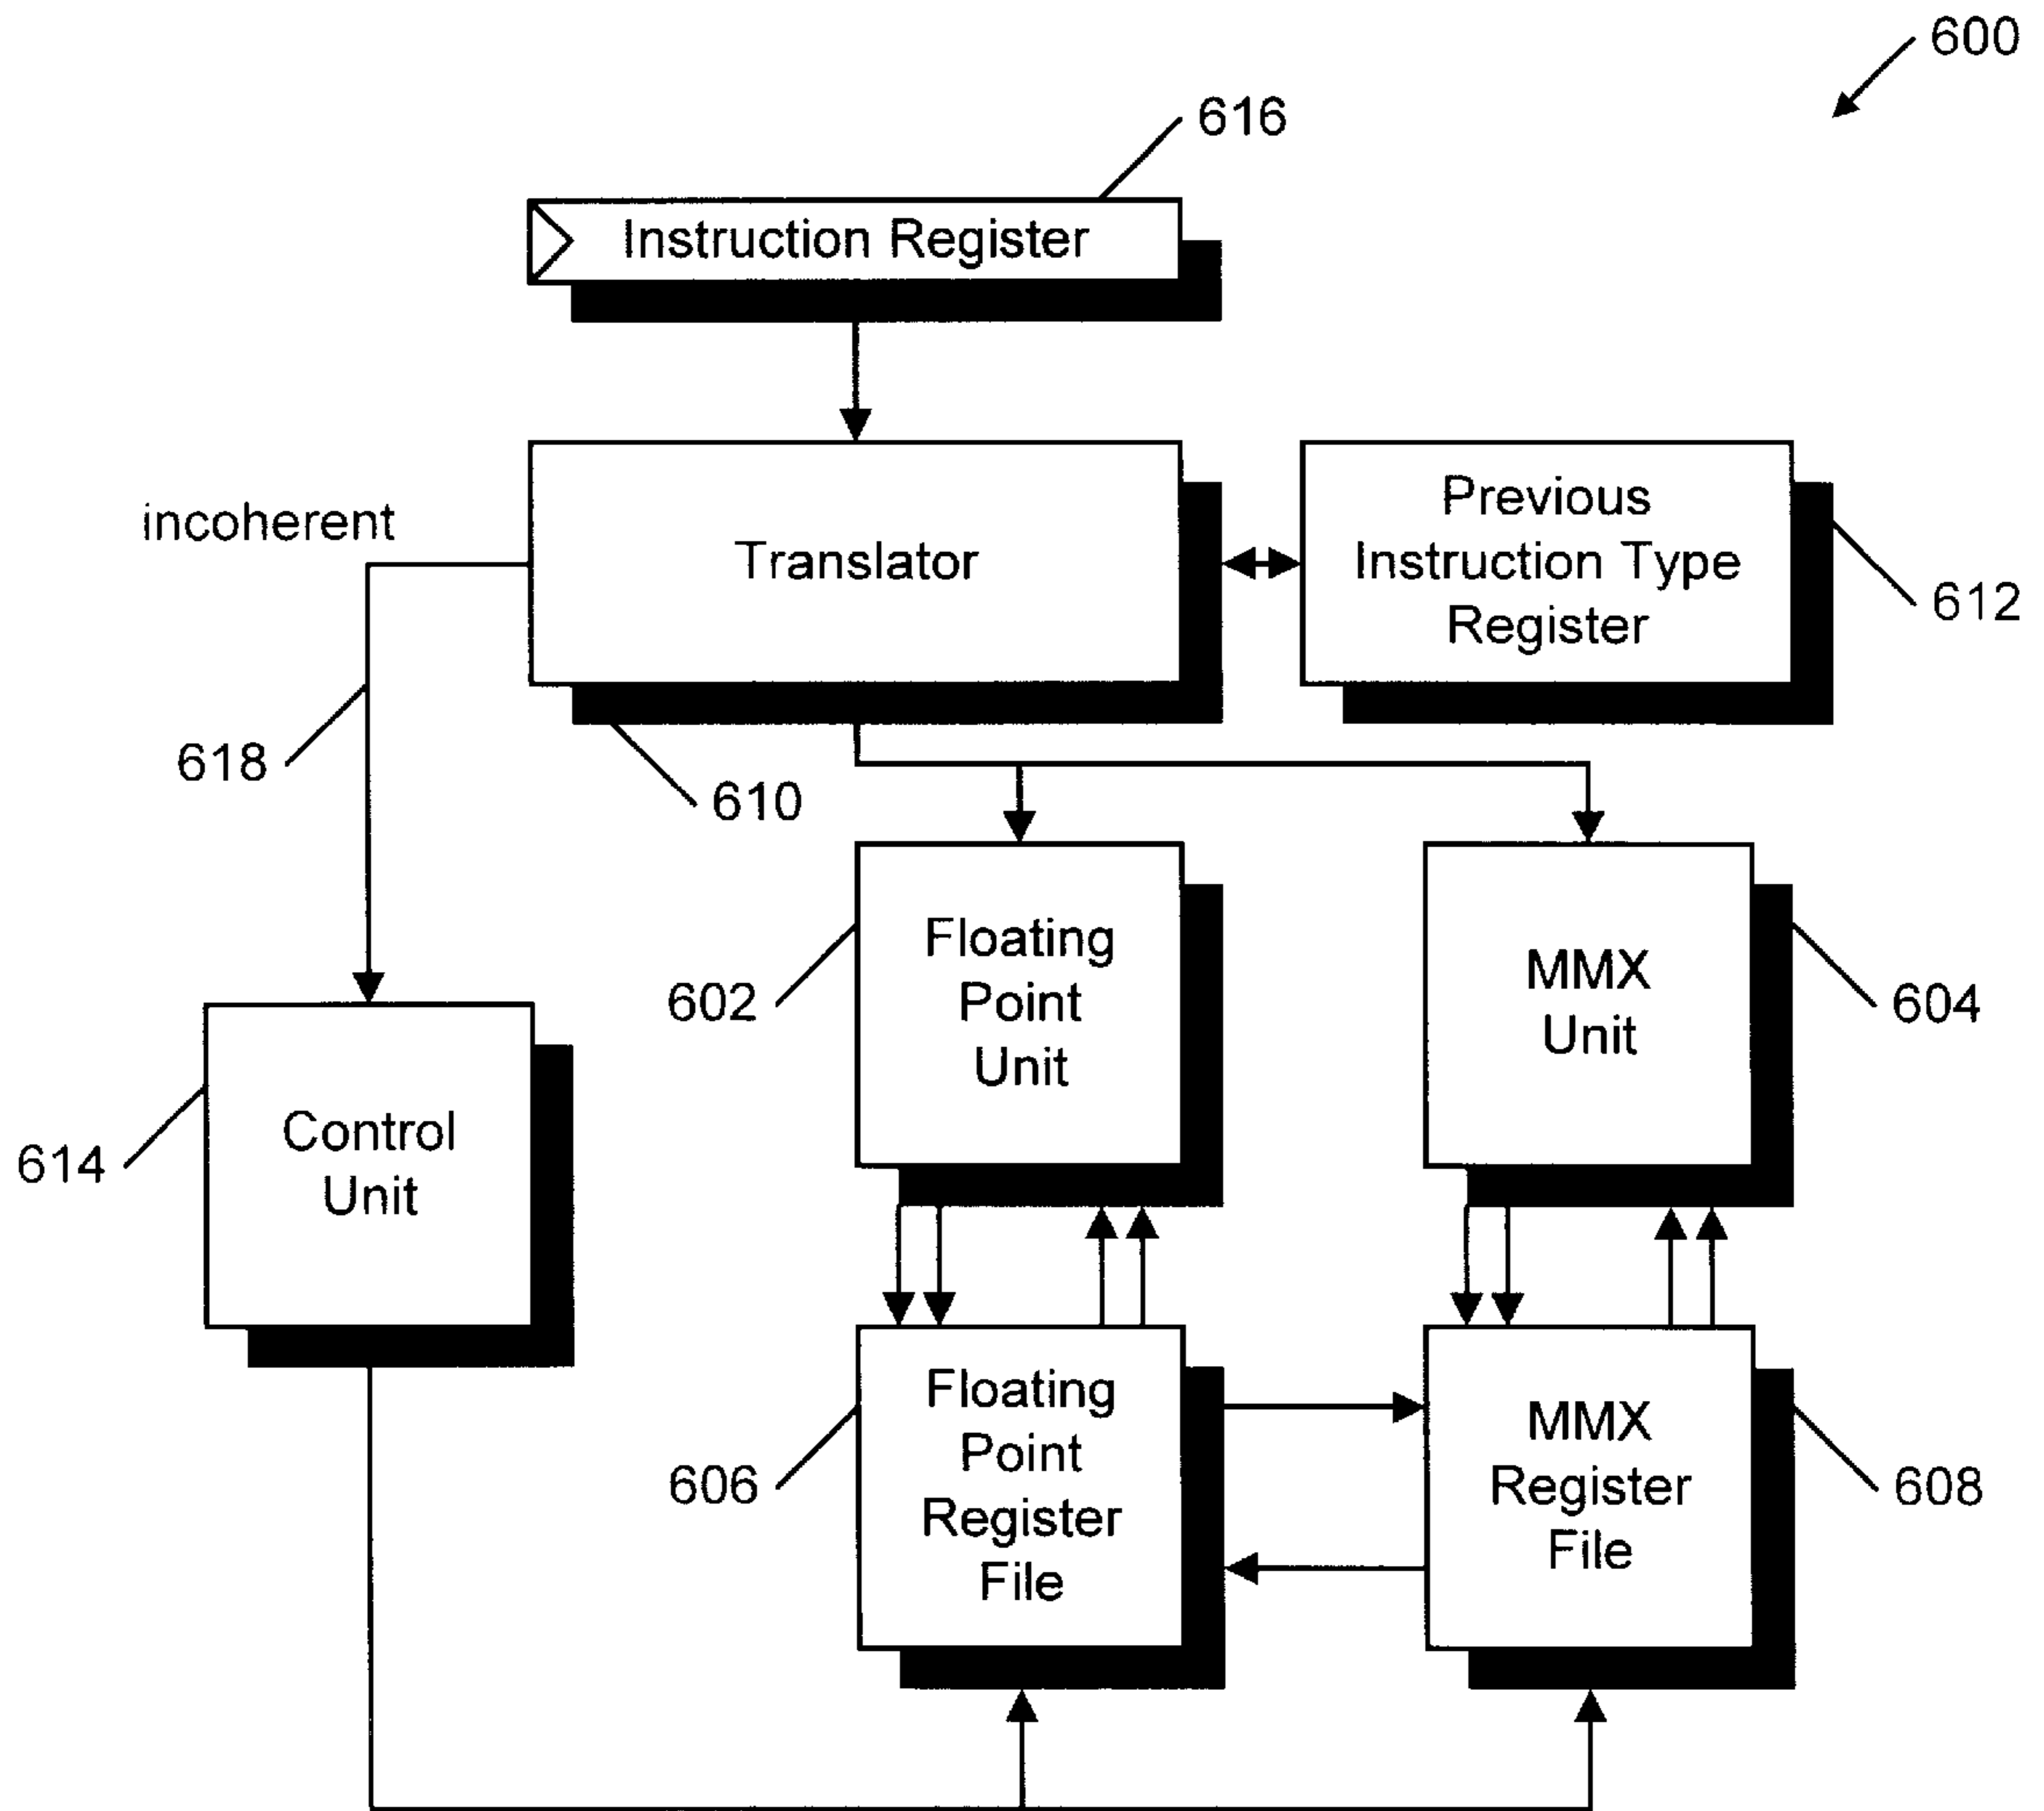 600
616
Instruction Register
incoherent
Translator
Previous
Instruction Type
Register
612
618
610
Floating
Point
Unit
602
MMX
Unit
604
Control
Unit
614
Floating
Point
Register
File
606
MMX
Register
File
608